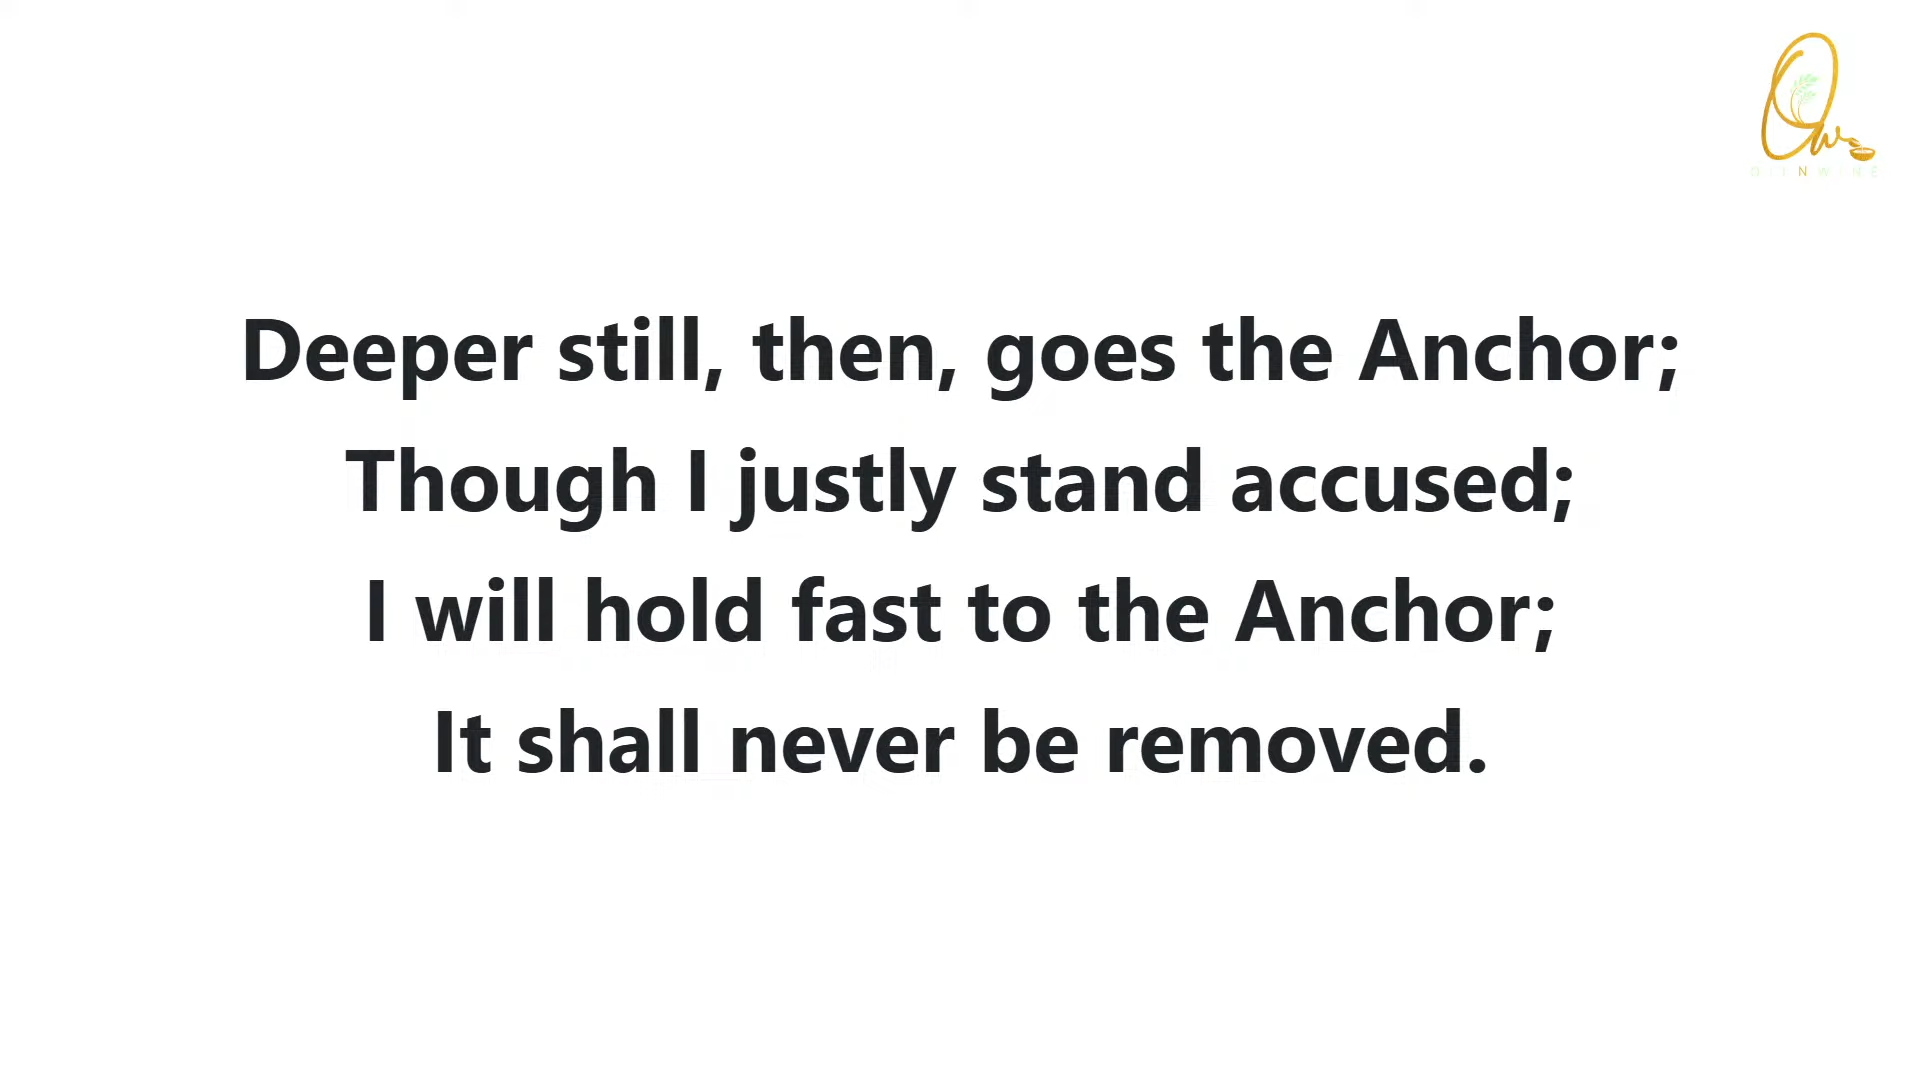 Deeper still, then, goes the Anchor;
Though I justly stand accused;
I will hold fast to the Anchor;
It shall never be removed.